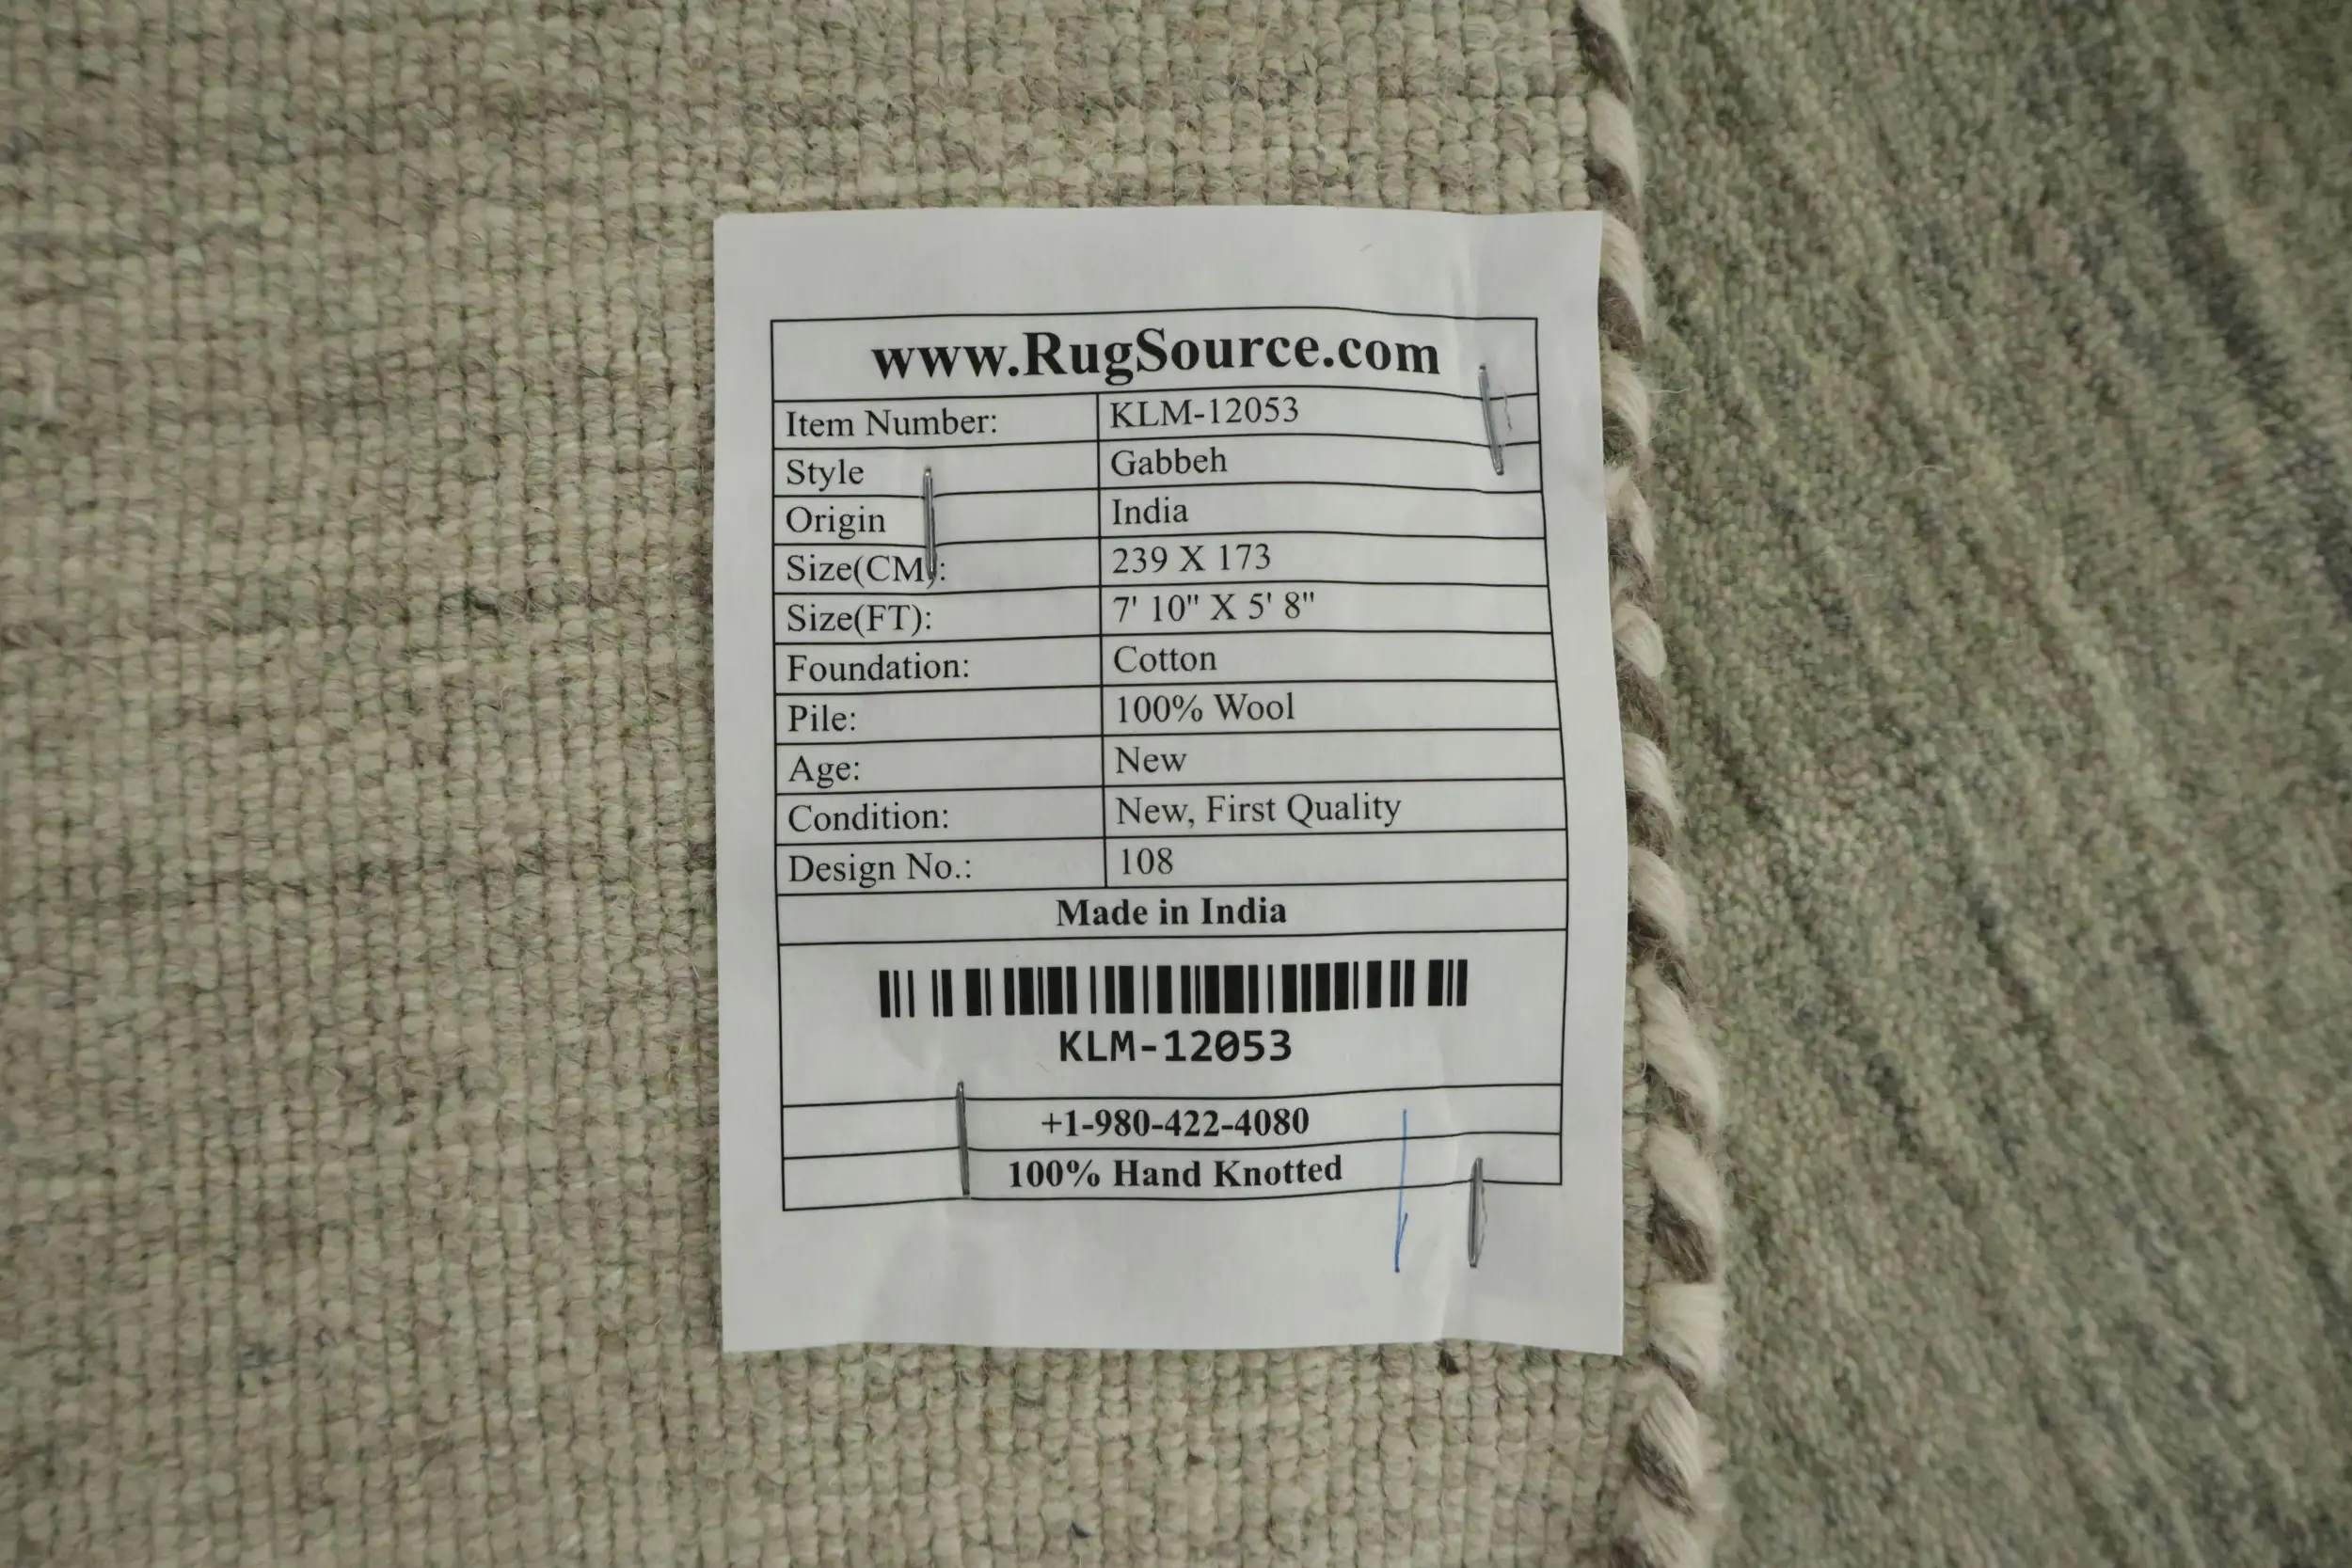 www.RugSource.com
Item Number: KLM-12053
Style Gabbeh
Origin India
Size(CM): 239 X 173
Size(FT): 7' 10" X 5' 8"
Foundation: Cotton
Pile: 100% Wool
Age: New
Condition: New, First Quality
Design No.: 108
Made in India
KLM-12053
+1-980-422-4080
100% Hand Knotted